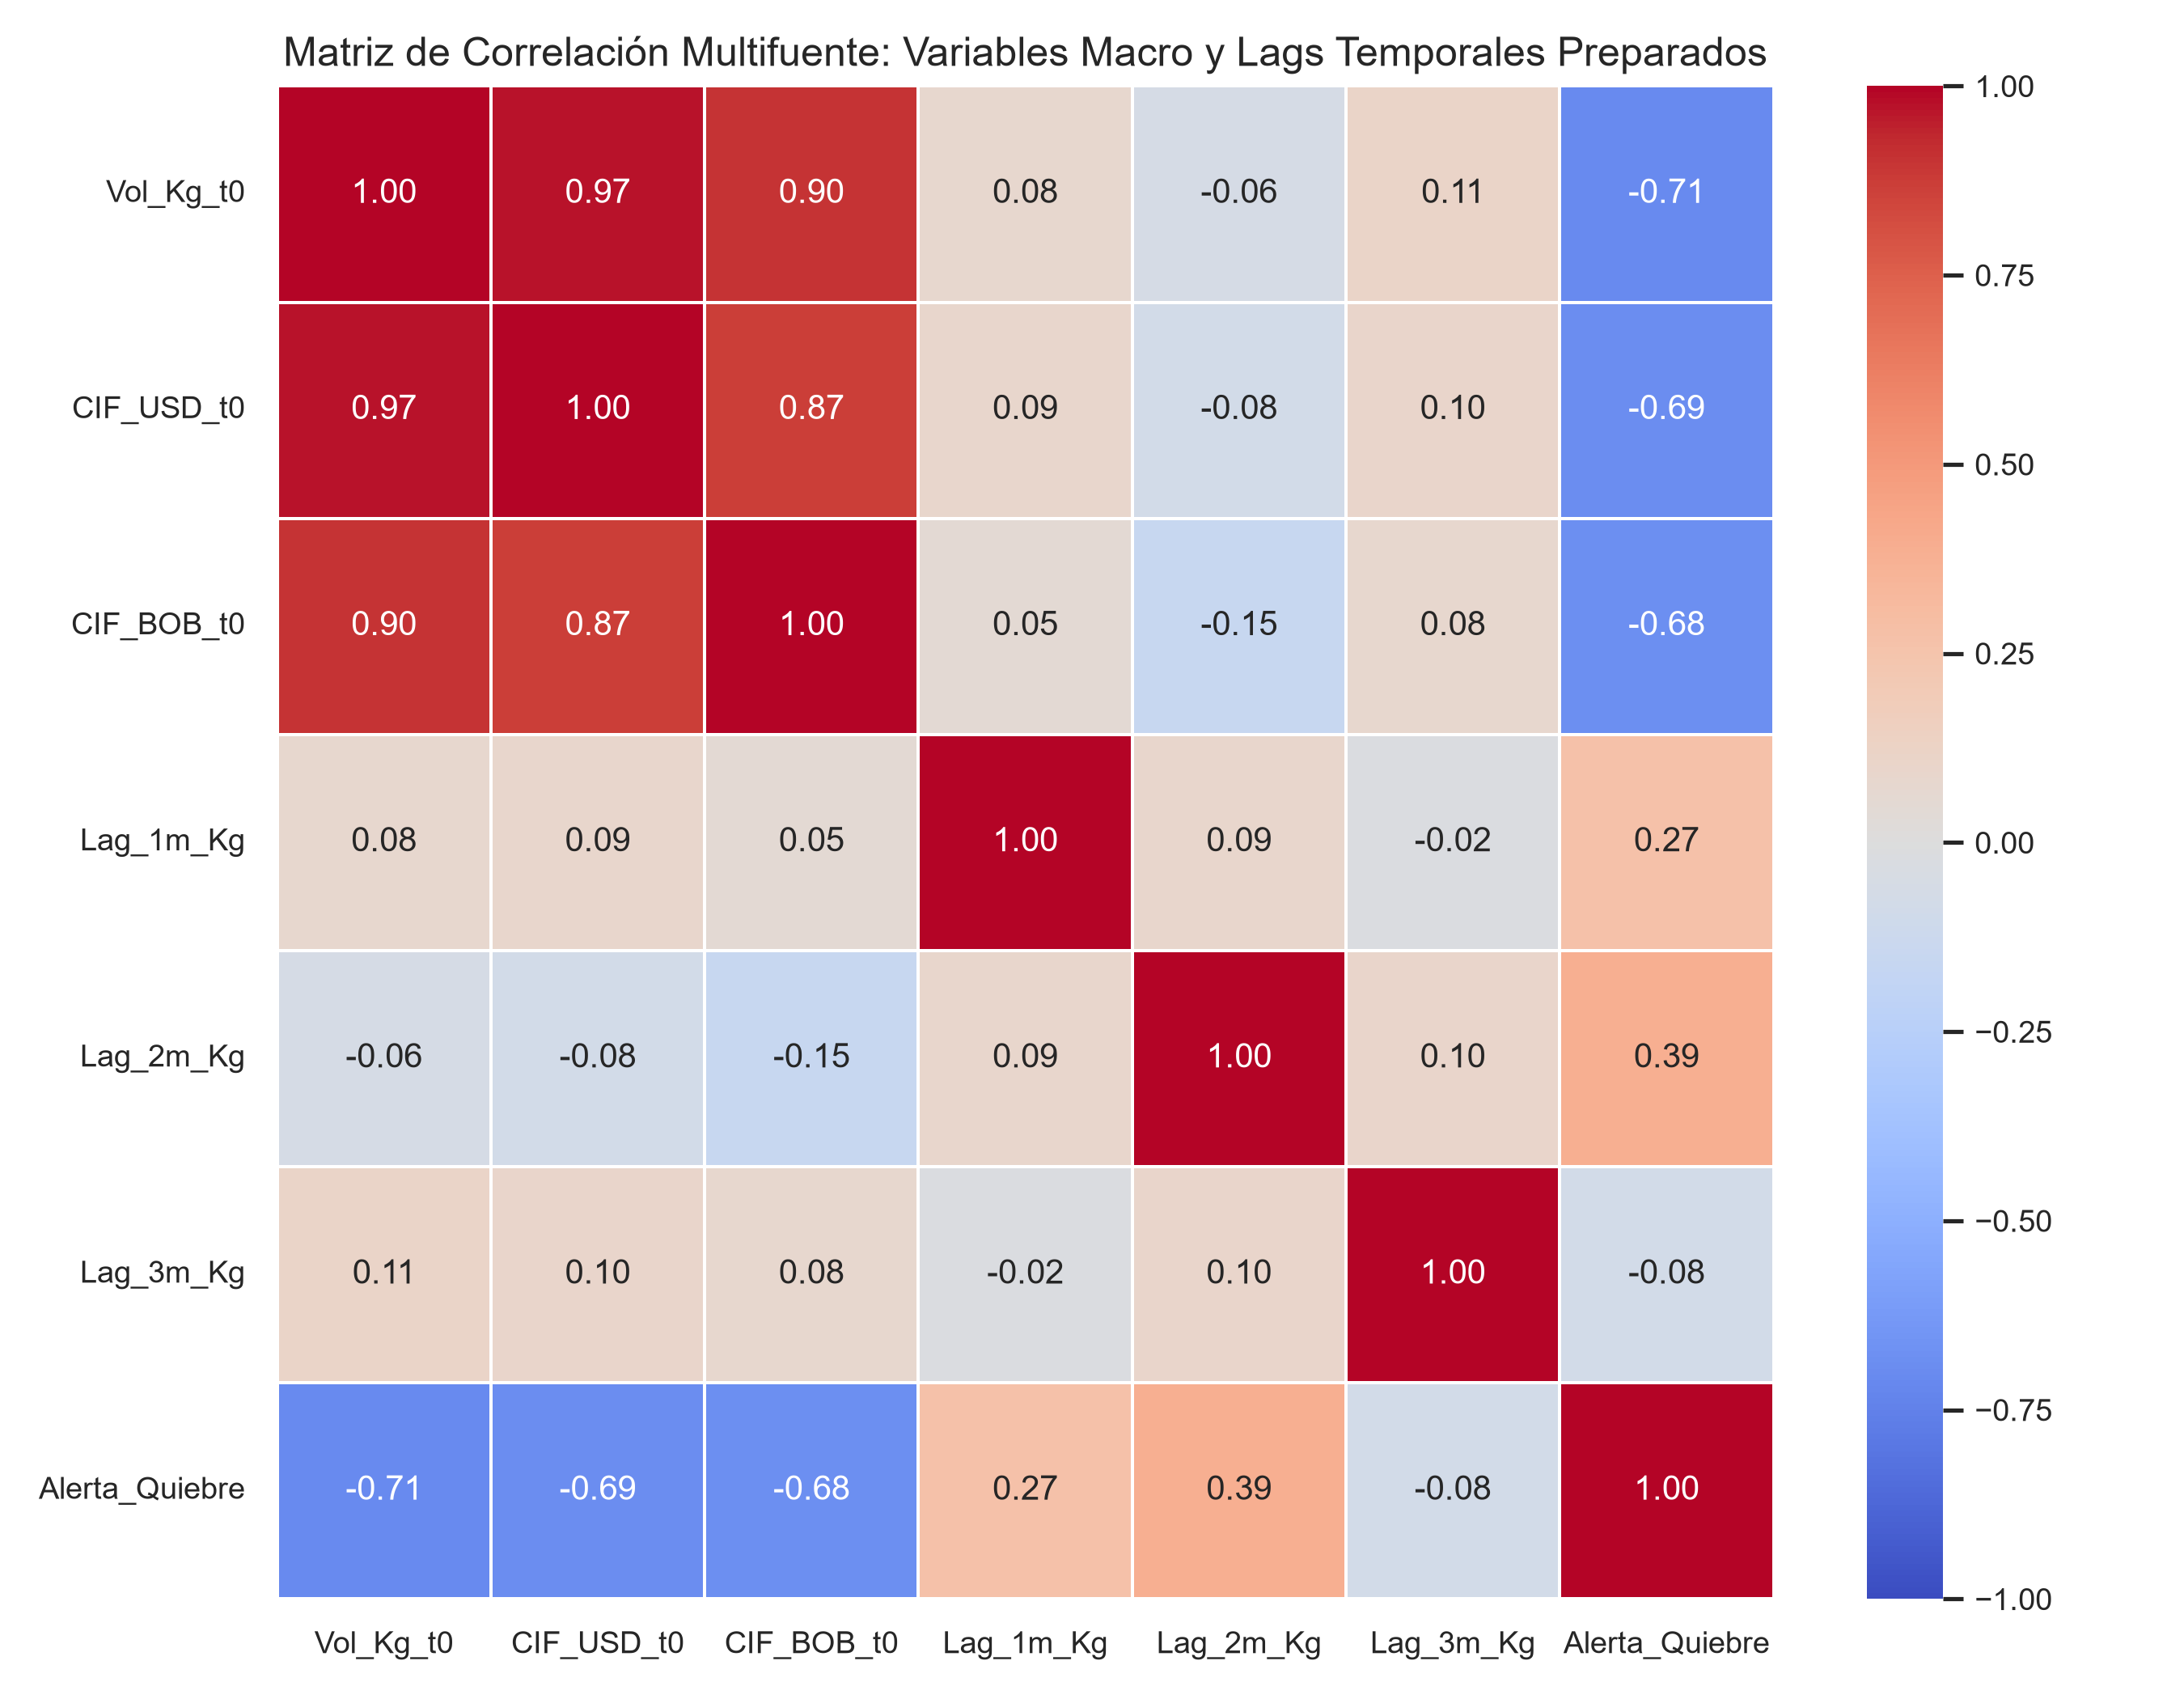 Matriz de Correlación Multifuente: Variables Macro y Lags Temporales Preparados
Vol_Kg_t0 1.00 0.97 0.90 0.08 -0.06 0.11 -0.71
CIF_USD_t0 0.97 1.00 0.87 0.09 -0.08 0.10 -0.69
CIF_BOB_t0 0.90 0.87 1.00 0.05 -0.15 0.08 -0.68
Lag_1m_Kg 0.08 0.09 0.05 1.00 0.09 -0.02 0.27
Lag_2m_Kg -0.06 -0.08 -0.15 0.09 1.00 0.10 0.39
Lag_3m_Kg 0.11 0.10 0.08 -0.02 0.10 1.00 -0.08
Alerta_Quiebre -0.71 -0.69 -0.68 0.27 0.39 -0.08 1.00
Vol_Kg_t0 CIF_USD_t0 CIF_BOB_t0 Lag_1m_Kg Lag_2m_Kg Lag_3m_Kg Alerta_Quiebre
1.00
0.75
0.50
0.25
0.00
−0.25
−0.50
−0.75
−1.00